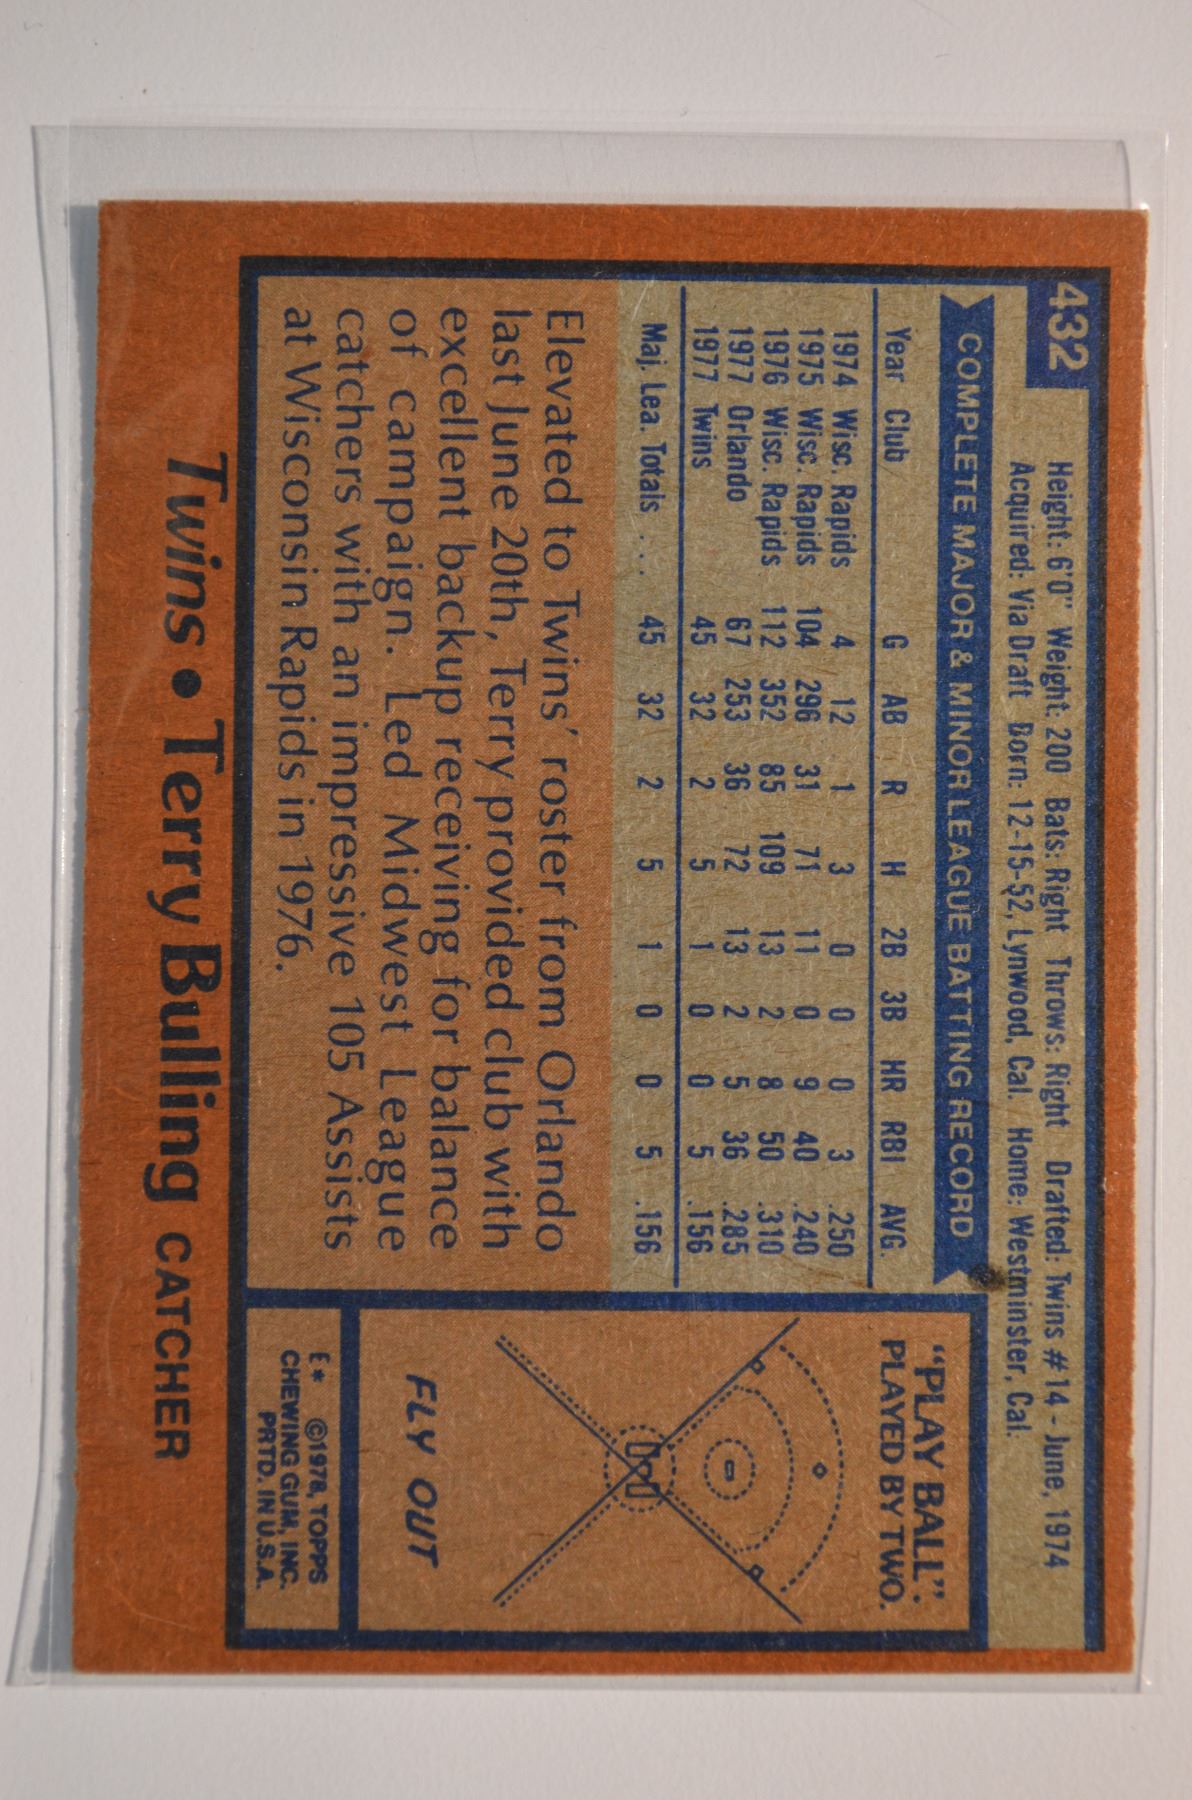 432
Height: 6'0" Weight: 200 Bats: Right Throws: Right Drafted: Twins #14 - June, 1974
Acquired: Via Draft Born: 12-15-52, Lynwood, Cal. Home: Westminster, Cal.
COMPLETE MAJOR & MINOR LEAGUE BATTING RECORD
Year Club G AB R H 2B 3B HR RBI AVG.
1974 Wisc. Rapids 4 12 1 3 0 0 0 3 .250
1975 Wisc. Rapids 104 296 31 71 11 0 9 40 .240
1976 Wisc. Rapids 112 352 85 109 13 2 8 50 .310
1977 Orlando 67 253 36 72 13 2 5 36 .285
1977 Twins 45 32 2 5 1 0 0 5 .156
Maj. Lea. Totals ... 45 32 2 5 1 0 0 5 .156
Elevated to Twins' roster from Orlando
last June 20th, Terry provided club with
excellent backup receiving for balance
of campaign. Led Midwest League
catchers with an impressive 105 Assists
at Wisconsin Rapids in 1976.
"PLAY BALL":
PLAYED BY TWO.
FLY OUT
E* ©1978, TOPPS
CHEWING GUM, INC.
PRTD. IN U.S.A.
Twins • Terry Bulling CATCHER